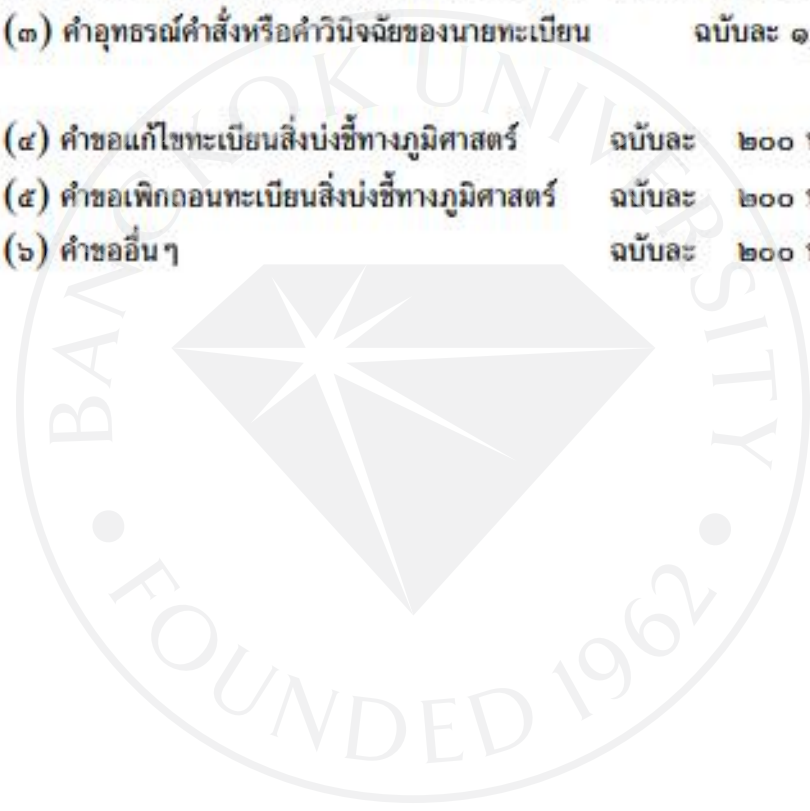 (๓) คำอุทธรณ์คำสั่งหรือคำวินิจฉัยของนายทะเบียน ฉบับละ ๑
(๔) คำขอแก้ไขทะเบียนสิ่งบ่งชี้ทางภูมิศาสตร์ ฉบับละ ๒๐๐
(๕) คำขอเพิกถอนทะเบียนสิ่งบ่งชี้ทางภูมิศาสตร์ ฉบับละ ๒๐๐
(๖) คำขออื่น ๆ ฉบับละ ๒๐๐
BANGKOK UNIVERSITY
FOUNDED 1962